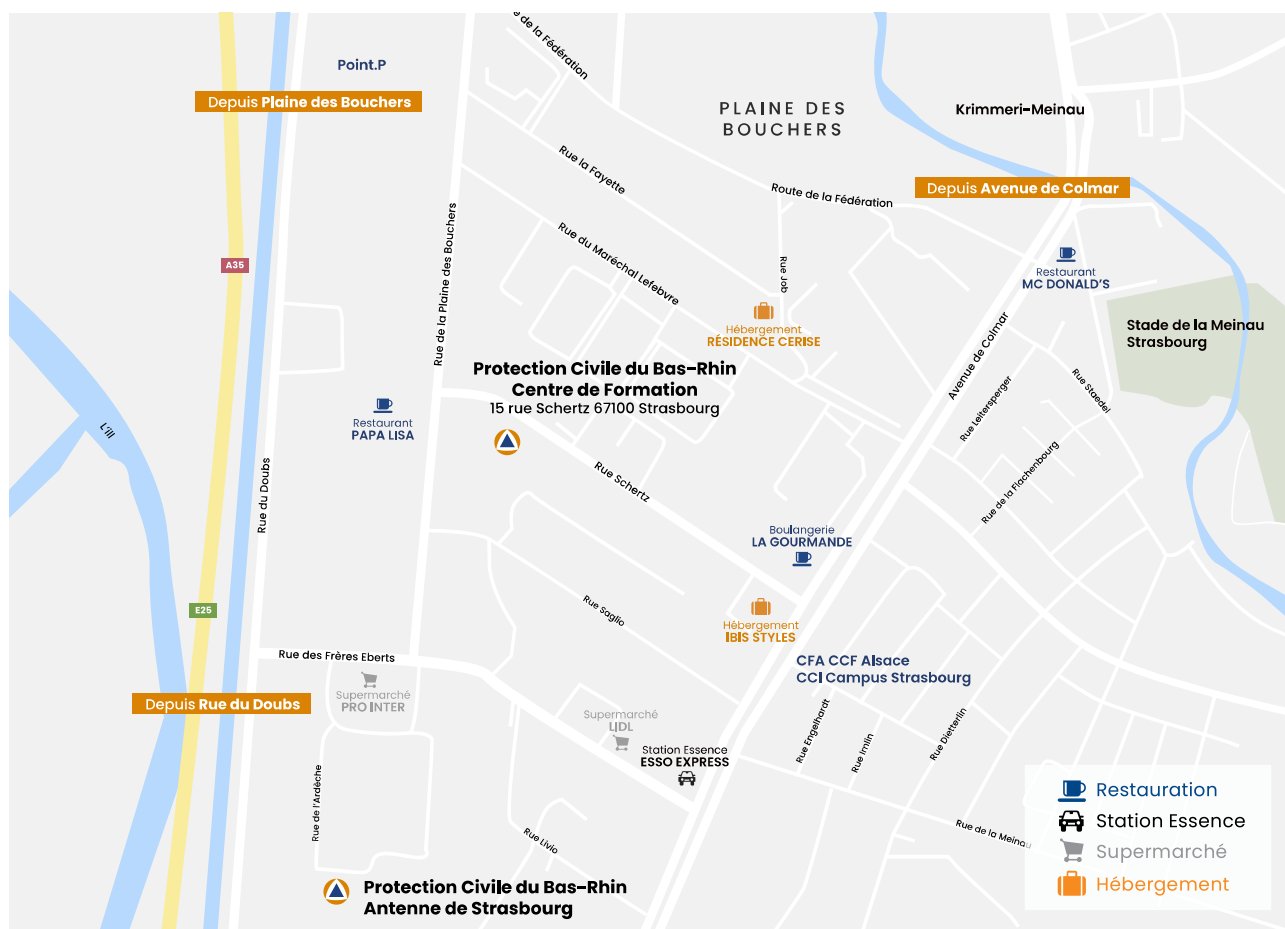 Point.P
Depuis Plaine des Bouchers
de la Fédération
PLAINE DES
BOUCHERS
Krimmeri-Meinau
Rue la Fayette
Depuis Avenue de Colmar
Route de la Fédération
Rue du Maréchal Lefebvre
Rue Job
A35
Rue de la Plaine des Bouchers
Restaurant
MC DONALD'S
Hébergement
RÉSIDENCE CERISE
Stade de la Meinau
Strasbourg
Avenue de Colmar
Protection Civile du Bas-Rhin
Centre de Formation
15 rue Schertz 67100 Strasbourg
Rue Staedel
Rue Leitersperger
Restaurant
PAPA LISA
L'ill
Rue du Doubs
Rue Schertz
Rue de la Flachenbourg
Boulangerie
LA GOURMANDE
E25
Rue Saglio
Hébergement
IBIS STYLES
Rue des Frères Eberts
CFA CCF Alsace
CCI Campus Strasbourg
Supermarché
PRO INTER
Depuis Rue du Doubs
Supermarché
LIDL
Station Essence
ESSO EXPRESS
Rue Engelhardt
Rue Imlin
Rue Dietterlin
Rue de l'Ardèche
Rue Livio
Rue de la Meinau
Restauration
Station Essence
Supermarché
Hébergement
Protection Civile du Bas-Rhin
Antenne de Strasbourg